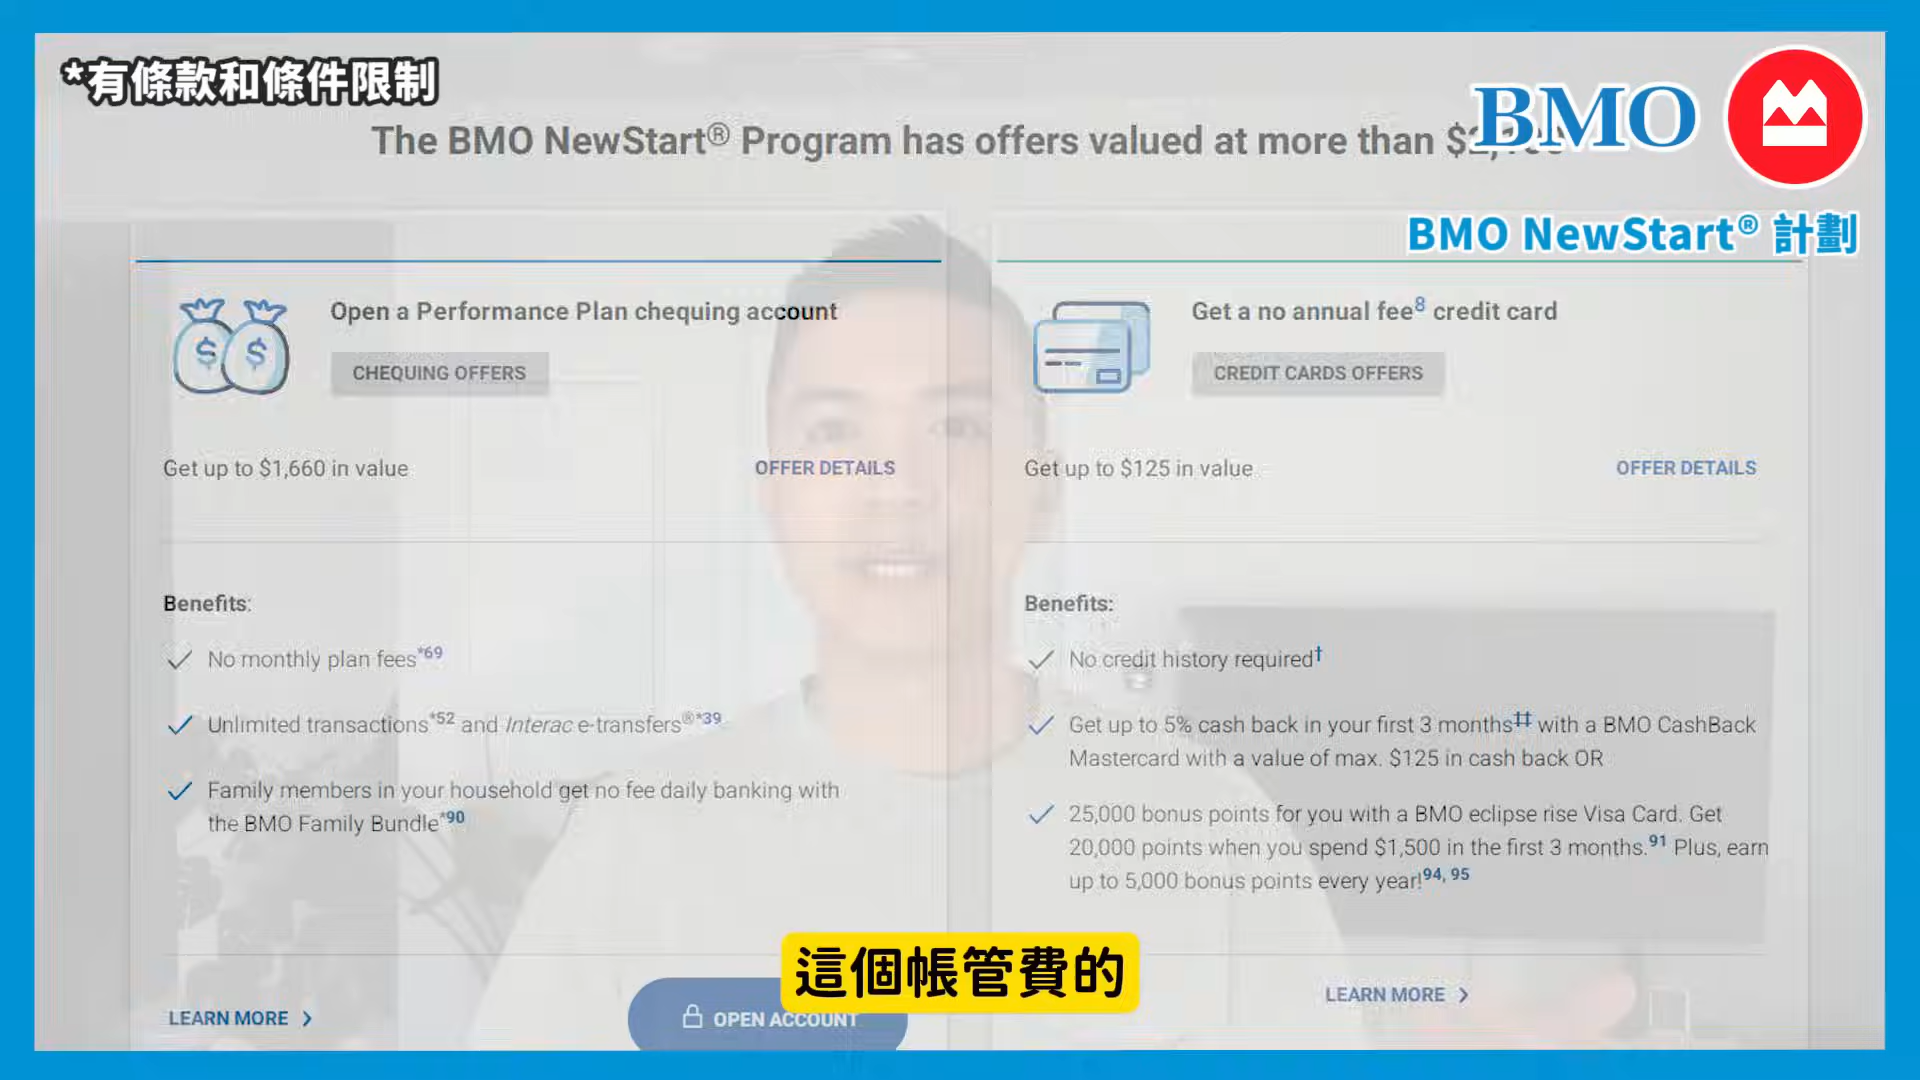 *有條款和條件限制
BMO
The BMO NewStart® Program has offers valued at more than
BMO NewStart® 計劃
Open a Performance Plan chequing account
CHEQUING OFFERS
Get up to $1,660 in value
OFFER DETAILS
Benefits:
No monthly plan fees*69
Unlimited transactions*52 and Interac e-transfers®*39
Family members in your household get no fee daily banking with
the BMO Family Bundle*90
LEARN MORE
OPEN ACCOUNT
Get a no annual fee8 credit card
CREDIT CARDS OFFERS
Get up to $125 in value
OFFER DETAILS
Benefits:
No credit history required†
Get up to 5% cash back in your first 3 months‡‡ with a BMO CashBack
Mastercard with a value of max. $125 in cash back OR
25,000 bonus points for you with a BMO eclipse rise Visa Card. Get
20,000 points when you spend $1,500 in the first 3 months.91 Plus, earn
up to 5,000 bonus points every year!94, 95
LEARN MORE
這個帳管費的